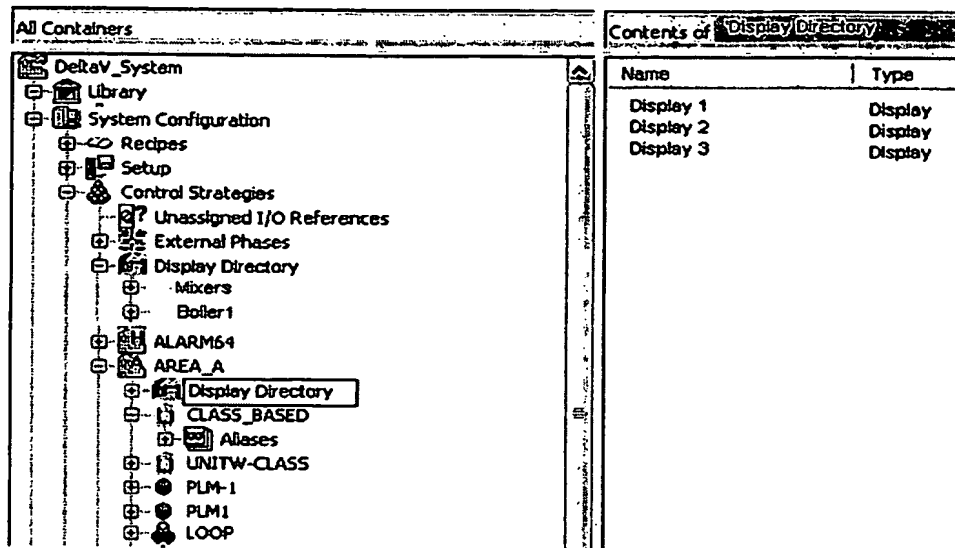 All Containers
DeltaV_System
Library
System Configuration
Recipes
Setup
Control Strategies
Unassigned I/O References
External Phases
Display Directory
Mixers
Boiler1
ALARM64
AREA_A
Display Directory
CLASS_BASED
Aliases
UNITW-CLASS
PLM-1
PLM1
LOOP
Contents of Display Directory
Name Type
Display 1 Display
Display 2 Display
Display 3 Display